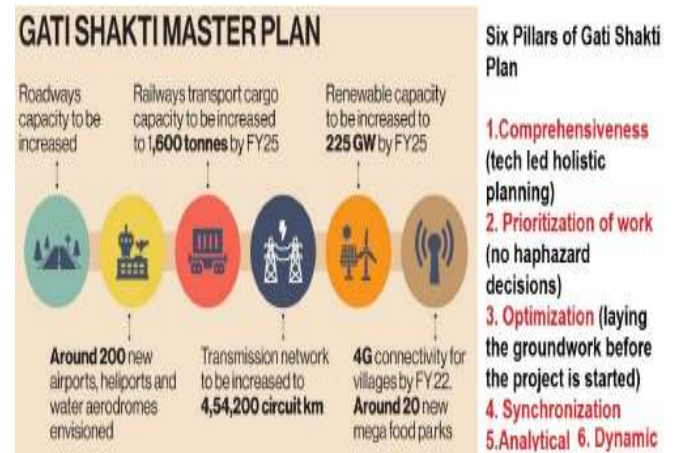 GATI SHAKTI MASTER PLAN
Roadways
capacity to be
increased
Railways transport cargo
capacity to be increased
to 1,600 tonnes by FY25
Renewable capacity
to be increased to
225 GW by FY25
Around 200 new
airports, heliports and
water aerodromes
envisioned
Transmission network
to be increased to
4,54,200 circuit km
4G connectivity for
villages by FY 22.
Around 20 new
mega food parks
Six Pillars of Gati Shakti
Plan
1.Comprehensiveness
(tech led holistic
planning)
2. Prioritization of work
(no haphazard
decisions)
3. Optimization (laying
the groundwork before
the project is started)
4. Synchronization
5.Analytical 6. Dynamic